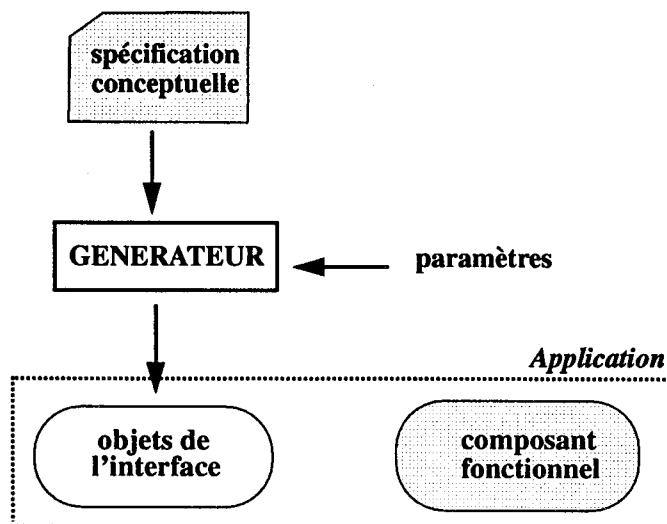 spécification
conceptuelle
GENERATEUR
paramètres
Application
objets de
l'interface
composant
fonctionnel